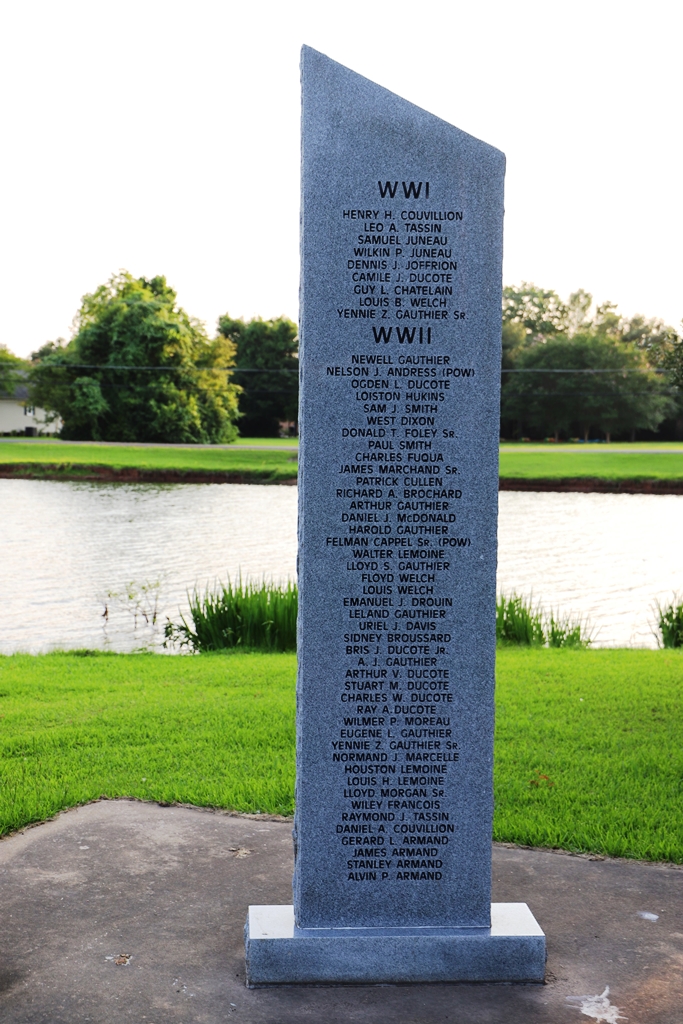 WWI
HENRY H. COUVILLION
LEO A. TASSIN
SAMUEL JUNEAU
WILKIN P. JUNEAU
DENNIS J. JOFFRION
CAMILE J. DUCOTE
GUY L. CHATELAIN
LOUIS B. WELCH
YENNIE Z. GAUTHIER SR.
WWII
NEWELL GAUTHIER
NELSON J. ANDRESS (POW)
OGDEN L. DUCOTE
LOISTON HUKINS
SAM J. SMITH
WEST DIXON
DONALD T. FOLEY SR.
PAUL SMITH
CHARLES FUQUA
JAMES MARCHAND SR.
PATRICK CULLEN
RICHARD A. BROCHARD
ARTHUR GAUTHIER
DANIEL J. McDONALD
HAROLD GAUTHIER
FELMAN CAPPEL SR. (POW)
WALTER LEMOINE
LLOYD S. GAUTHIER
FLOYD WELCH
LOUIS WELCH
EMANUEL J. DROUIN
LELAND GAUTHIER
URIEL J. DAVIS
SIDNEY BROUSSARD
BRIS J. DUCOTE JR.
A. J. GAUTHIER
ARTHUR V. DUCOTE
STUART M. DUCOTE
CHARLES W. DUCOTE
RAY A.DUCOTE
WILMER P. MOREAU
EUGENE L. GAUTHIER
YENNIE Z. GAUTHIER SR.
NORMAND J. MARCELLE
HOUSTON LEMOINE
LOUIS H. LEMOINE
LLOYD MORGAN SR.
WILEY FRANCOIS
RAYMOND J. TASSIN
DANIEL A. COUVILLION
GERARD L. ARMAND
JAMES ARMAND
STANLEY ARMAND
ALVIN P. ARMAND